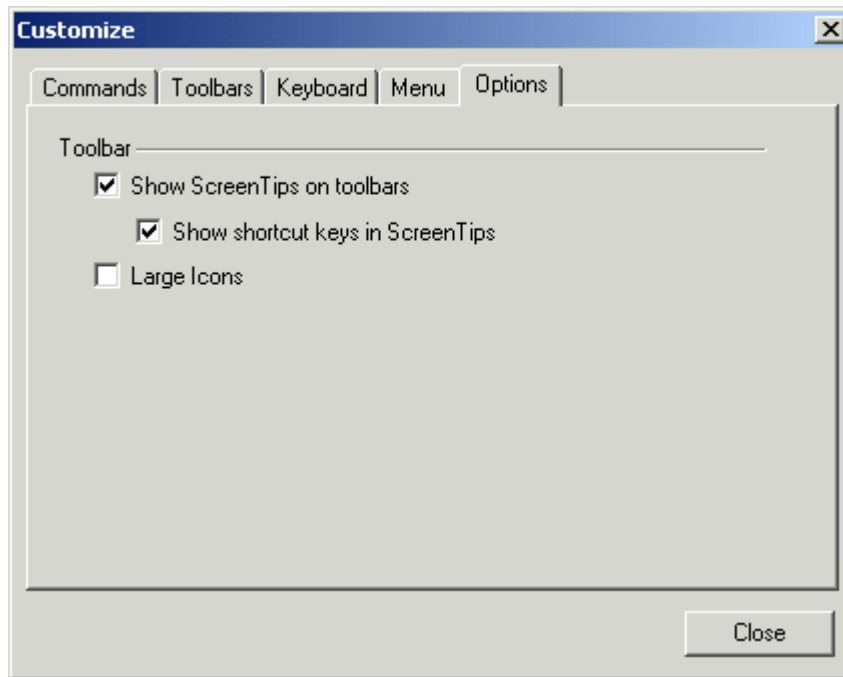 Customize
Commands Toolbars Keyboard Menu Options
Toolbar
Show ScreenTips on toolbars
Show shortcut keys in ScreenTips
Large Icons
Close